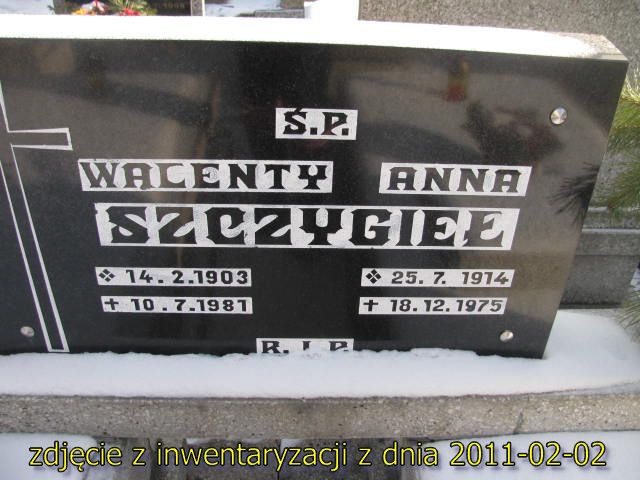 Ś.P.
WALENTY ANNA
SZCZYGIEŁ
14.2.1903 25.7.1914
10.7.1981 18.12.1975
R.I.P.
zdjęcie z inwentaryzacji z dnia 2011-02-02